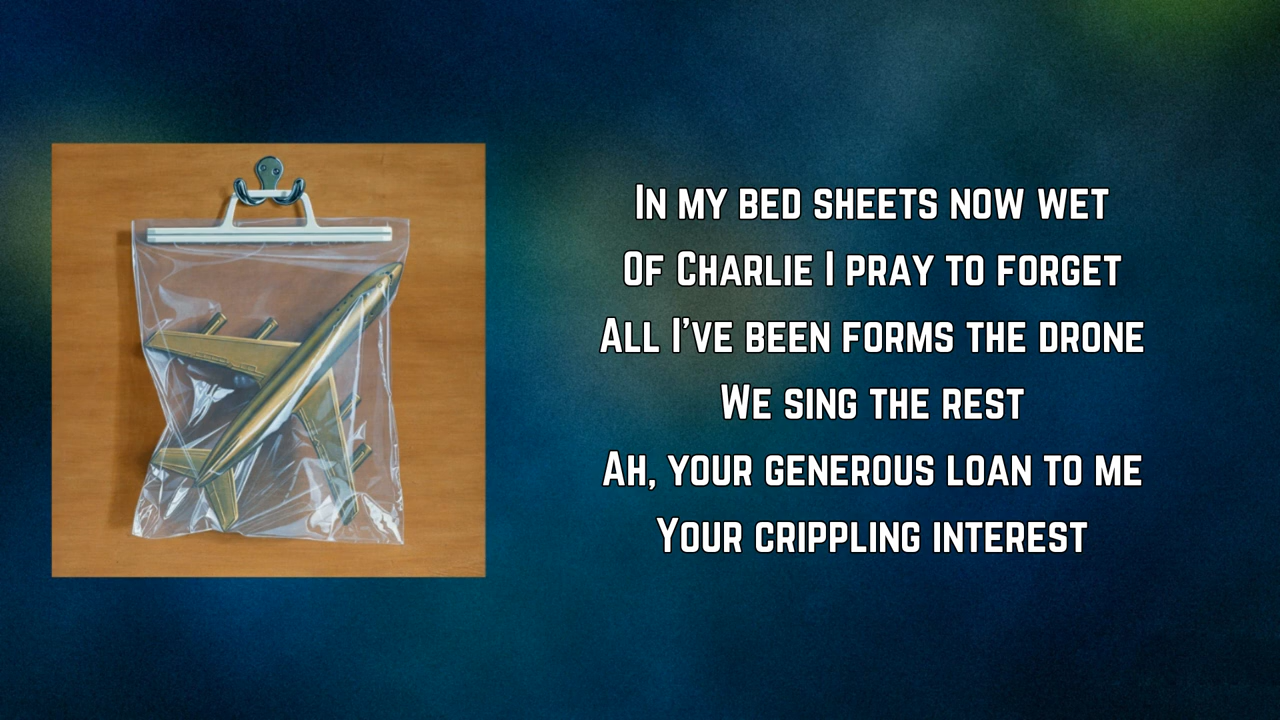 In my bed sheets now wet
Of Charlie I pray to forget
All I've been forms the drone
We sing the rest
Ah, your generous loan to me
Your crippling interest